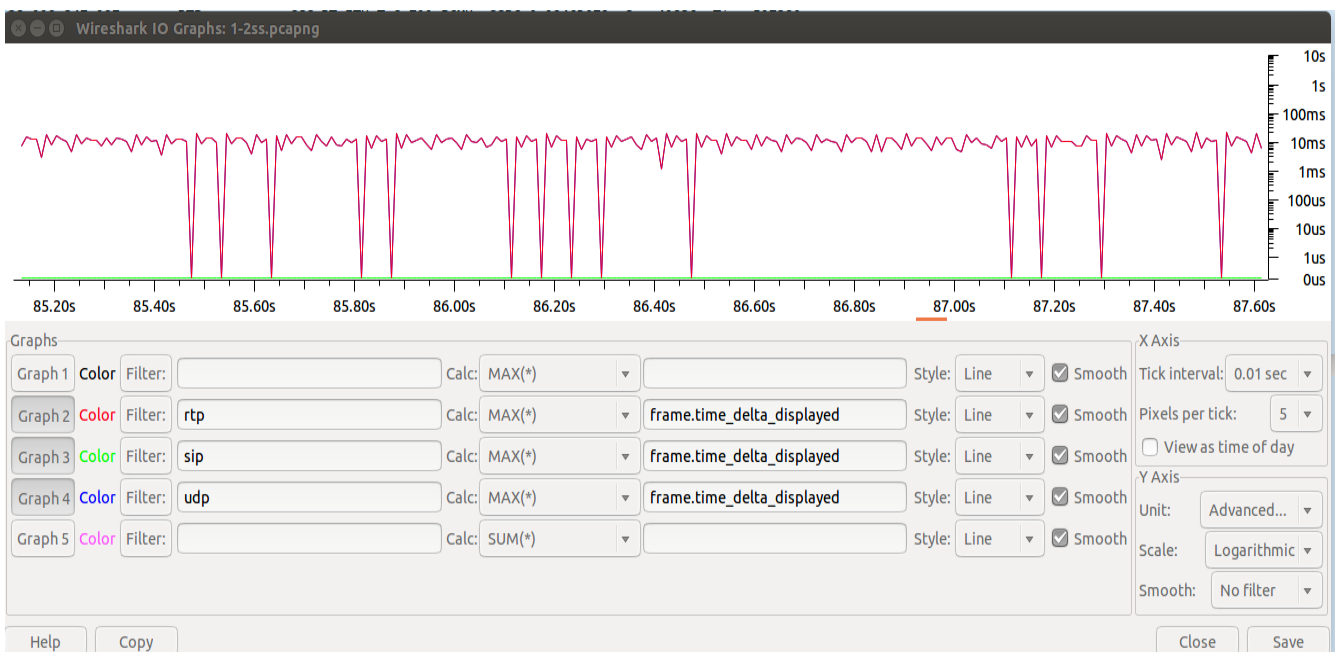 Wireshark IO Graphs: 1-2ss.pcapng
10s
1s
100ms
10ms
1ms
100us
10us
1us
0us
85.20s 85.40s 85.60s 85.80s 86.00s 86.20s 86.40s 86.60s 86.80s 87.00s 87.20s 87.40s 87.60s
Graphs
Graph 1 Color Filter: Calc: MAX(*) Style: Line Smooth
Graph 2 Color Filter: rtp Calc: MAX(*) frame.time_delta_displayed Style: Line Smooth
Graph 3 Color Filter: sip Calc: MAX(*) frame.time_delta_displayed Style: Line Smooth
Graph 4 Color Filter: udp Calc: MAX(*) frame.time_delta_displayed Style: Line Smooth
Graph 5 Color Filter: Calc: SUM(*) Style: Line Smooth
X Axis
Tick interval: 0.01 sec
Pixels per tick: 5
View as time of day
Y Axis
Unit: Advanced...
Scale: Logarithmic
Smooth: No filter
Help Copy Close Save